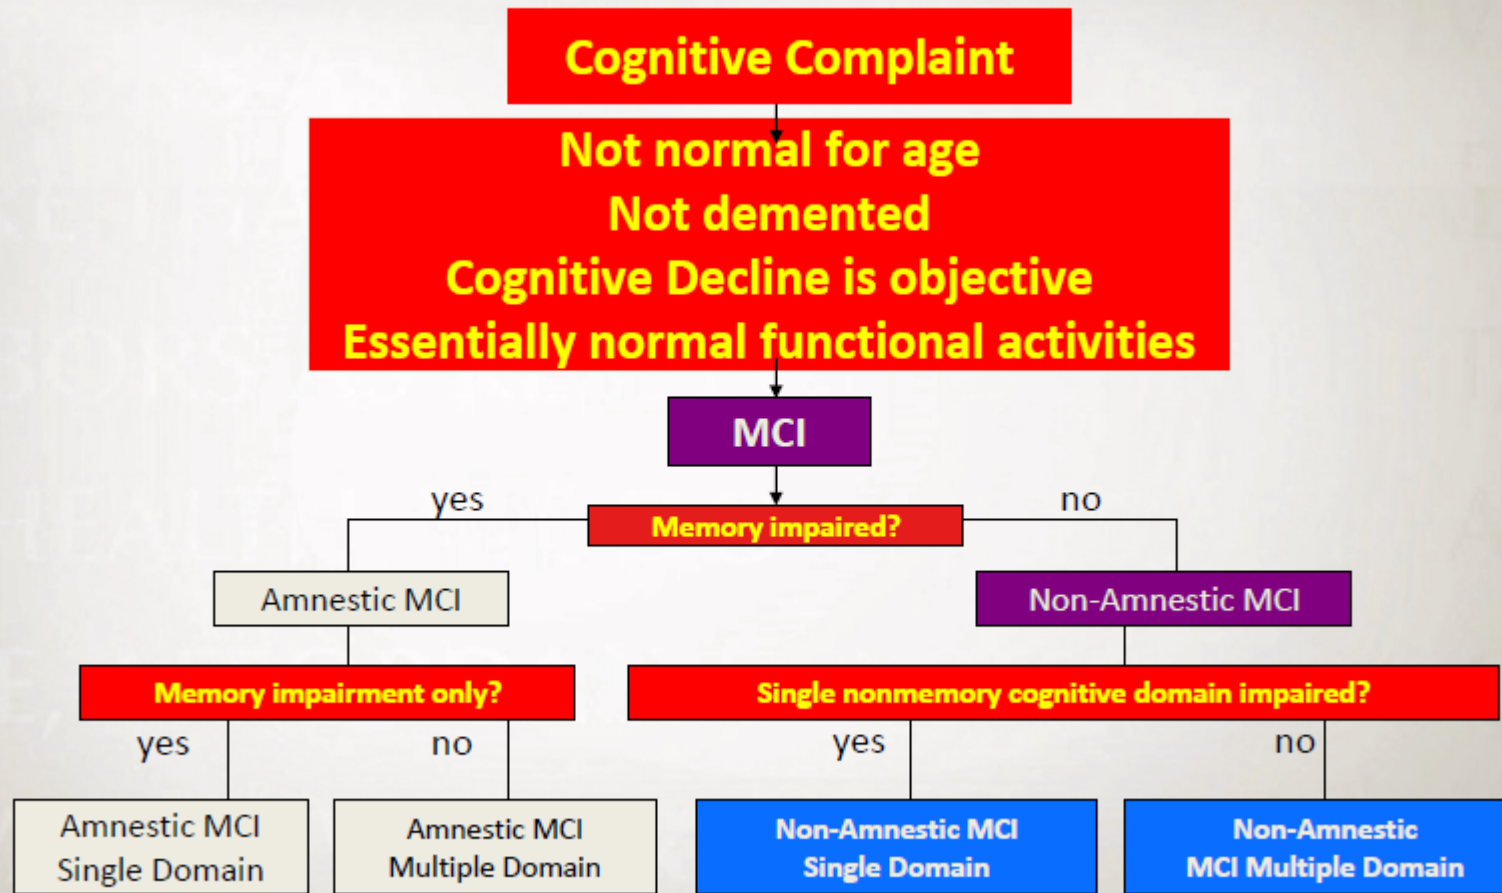 Cognitive Complaint
Not normal for age
Not demented
Cognitive Decline is objective
Essentially normal functional activities
MCI
yes
no
Memory impaired?
Amnestic MCI
Non-Amnestic MCI
Memory impairment only?
Single nonmemory cognitive domain impaired?
yes
no
yes
no
Amnestic MCI
Single Domain
Amnestic MCI
Multiple Domain
Non-Amnestic MCI
Single Domain
Non-Amnestic
MCI Multiple Domain